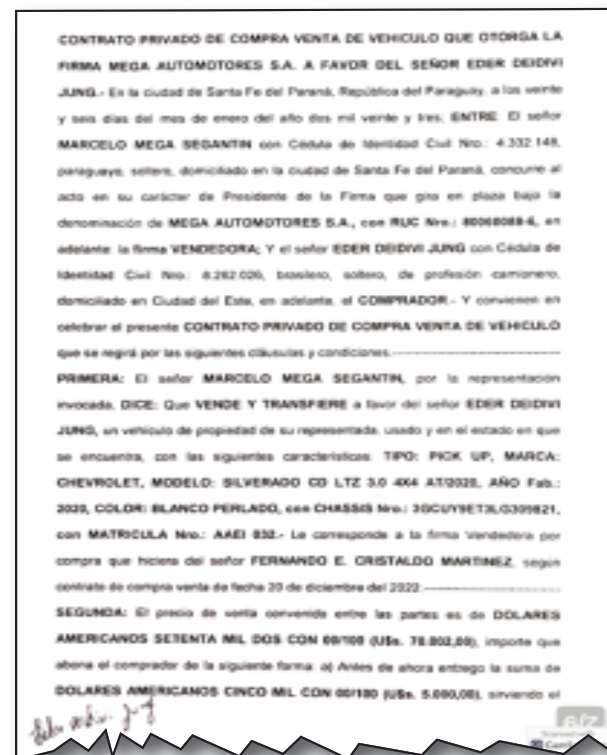 CONTRATO PRIVADO DE COMPRA VENTA DE VEHICULO QUE OTORGA LA
FIRMA MEGA AUTOMOTORES S.A. A FAVOR DEL SEÑOR EDER DEIDIVI
JUNG.- En la ciudad de Santa Fe del Paraná, República del Paraguay, a los veinte
y seis días del mes de enero del año dos mil veinte y tres; ENTRE: El señor
MARCELO MEGA SEGANTIN con Cédula de Identidad Civil Nro.: 4.332.148,
paraguayo, soltero, domiciliado en la ciudad de Santa Fe del Paraná, concurre al
acto en su carácter de Presidente de la Firma que gira en plaza bajo la
denominación de MEGA AUTOMOTORES S.A., con RUC Nro.: 80060088-6, en
adelante: la firma VENDEDORA; Y el señor EDER DEIDIVI JUNG con Cédula de
Identidad Civil Nro.: 8.262.026, brasilero, soltero, de profesión camionero,
domiciliado en Ciudad del Este, en adelante, el COMPRADOR.- Y convienen en
celebrar el presente CONTRATO PRIVADO DE COMPRA VENTA DE VEHICULO
que se regirá por las siguientes cláusulas y condiciones.-
PRIMERA: El señor MARCELO MEGA SEGANTIN, por la representación
invocada, DICE: Que VENDE Y TRANSFIERE a favor del señor EDER DEIDIVI
JUNG, un vehículo de propiedad de su representada, usado y en el estado en que
se encuentra, con las siguientes características: TIPO: PICK UP, MARCA:
CHEVROLET, MODELO: SILVERADO CD LTZ 3.0 4X4 AT/2020, AÑO Fab.:
2020, COLOR: BLANCO PERLADO, con CHASSIS Nro.: 3GCUY9ET3LG309821,
con MATRICULA Nro.: AAEI 032.- Le corresponde a la firma Vendedora por
compra que hiciera del señor FERNANDO E. CRISTALDO MARTINEZ, según
contrato de compra venta de fecha 20 de diciembre del 2022.-
SEGUNDA: El precio de venta convenido entre las partes es de DOLARES
AMERICANOS SETENTA MIL DOS CON 00/100 (U$s. 70.002,00), importe que
abona el comprador de la siguiente forma: a) Antes de ahora entrego la suma de
DOLARES AMERICANOS CINCO MIL CON 00/100 (U$s. 5.000,00), sirviendo el